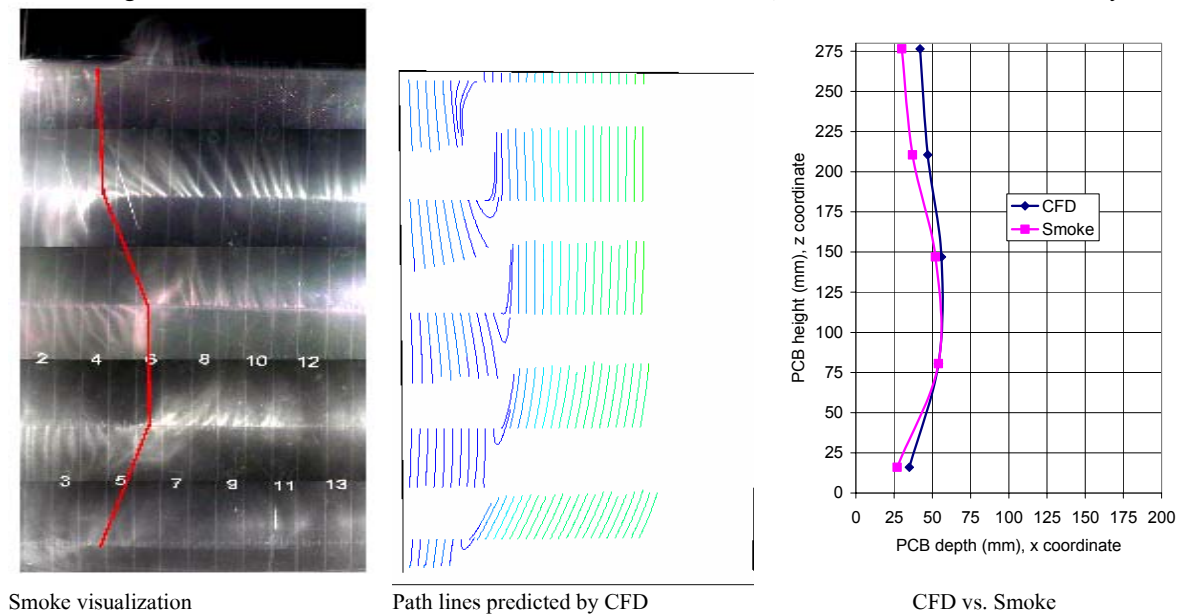 2 4 6 8 10 12
3 5 7 9 11 13
Smoke visualization
Path lines predicted by CFD
275
250
225
200
175
150
125
100
75
50
25
0
PCB height (mm), z coordinate
CFD
Smoke
0 25 50 75 100 125 150 175 200
PCB depth (mm), x coordinate
CFD vs. Smoke